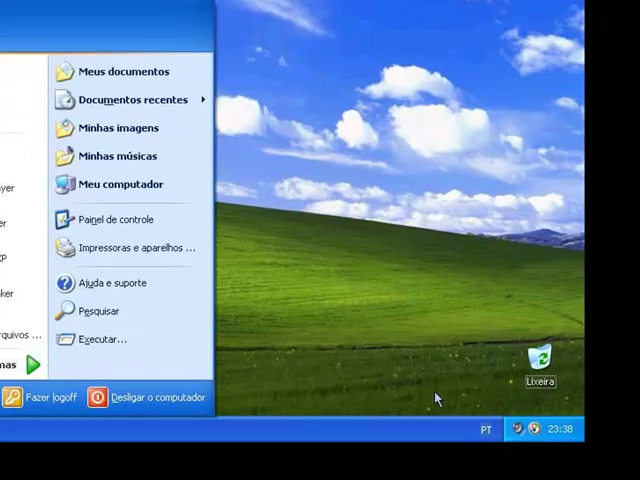 Meus documentos
Documentos recentes
Minhas imagens
Minhas músicas
Meu computador
Painel de controle
Impressoras e aparelhos ...
Ajuda e suporte
Pesquisar
Executar...
Fazer logoff
Desligar o computador
Lixeira
PT
23:38